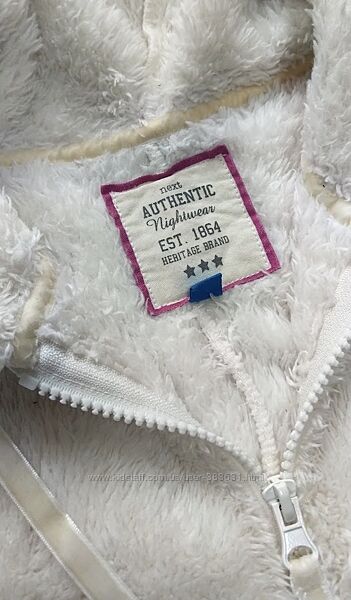 next
AUTHENTIC
Nightwear
EST. 1864
HERITAGE BRAND